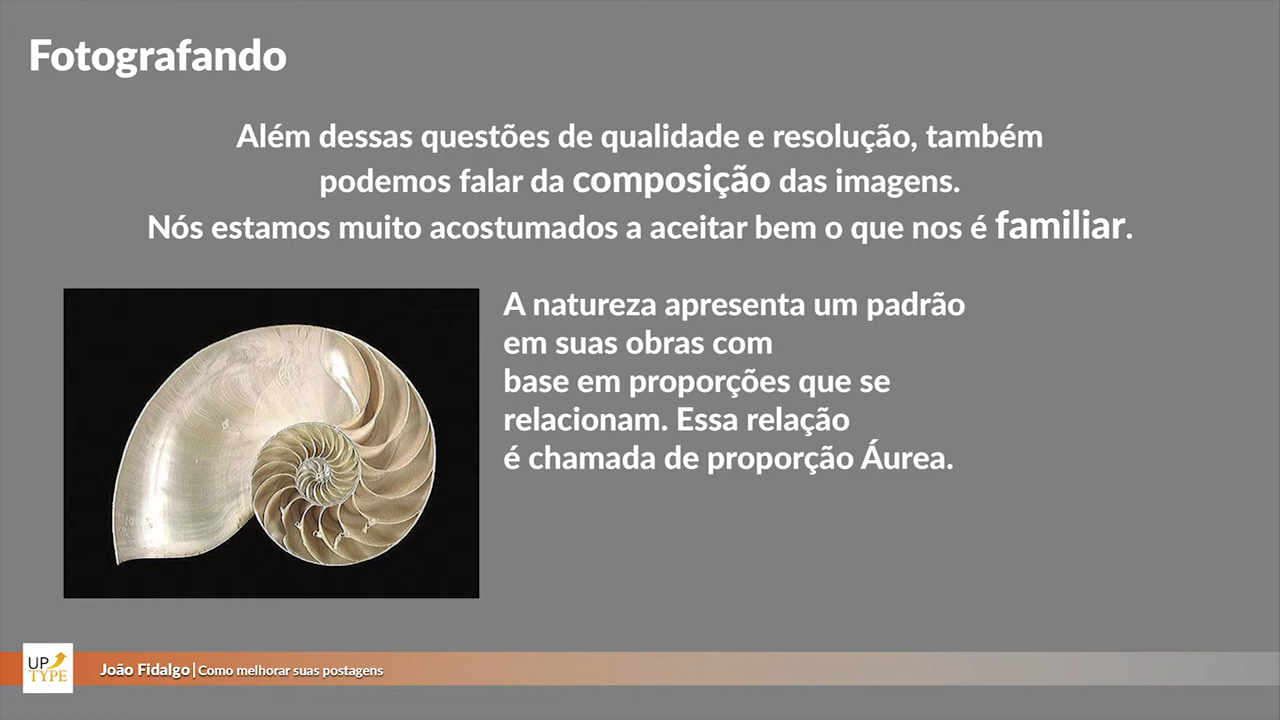 Fotografando
Além dessas questões de qualidade e resolução, também
podemos falar da composição das imagens.
Nós estamos muito acostumados a aceitar bem o que nos é familiar.
A natureza apresenta um padrão
em suas obras com
base em proporções que se
relacionam. Essa relação
é chamada de proporção Áurea.
UP
TYPE
João Fidalgo | Como melhorar suas postagens